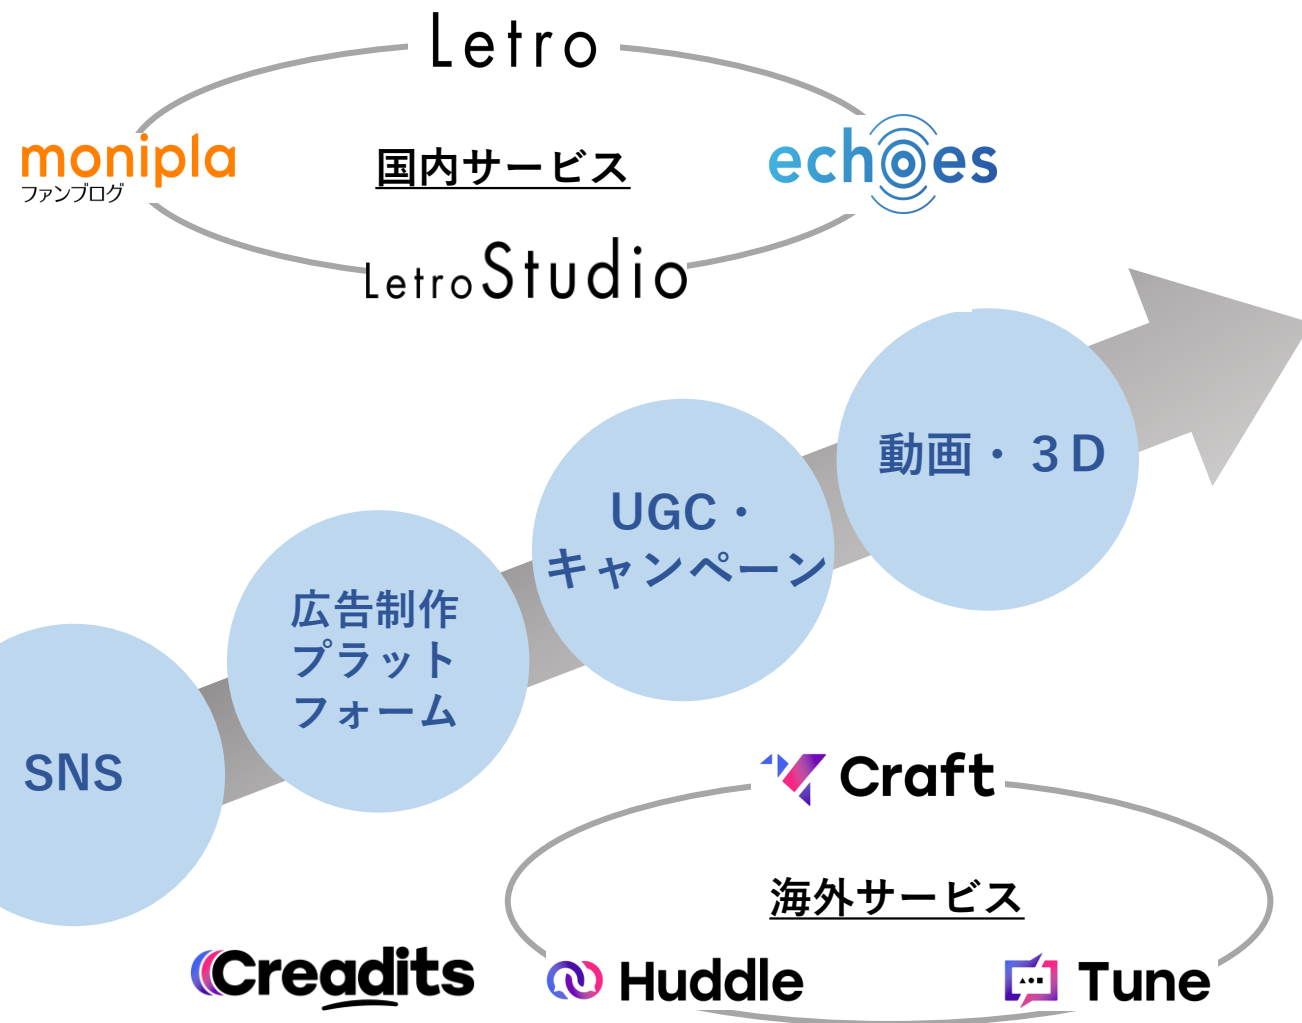 Letro
monipla
ファンブログ
国内サービス
echoes
Letro Studio
動画・３D
UGC・
キャンペーン
広告制作
プラット
フォーム
SNS
Craft
海外サービス
Creadits
Huddle
Tune